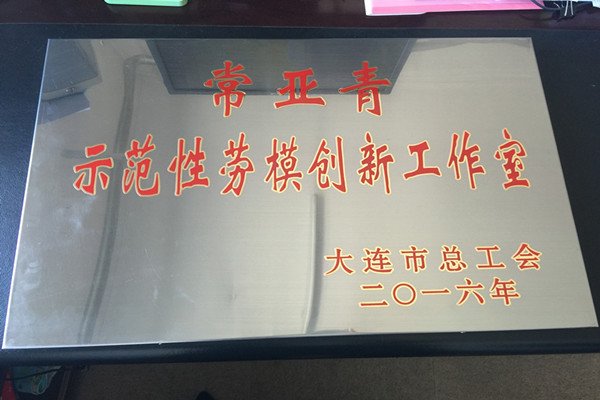 常亚青
示范性劳模创新工作室
大连市总工会
二〇一六年